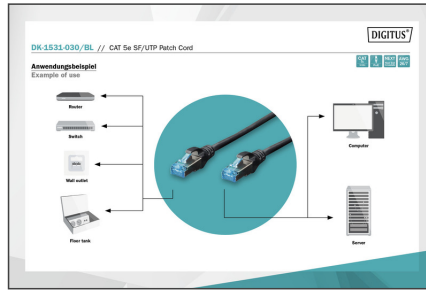 DIGITUS®
DK-1531-030/BL // CAT 5e SF/UTP Patch Cord
Anwendungsbeispiel
Example of use
Router
Switch
Wall outlet
Floor tank
Computer
Server